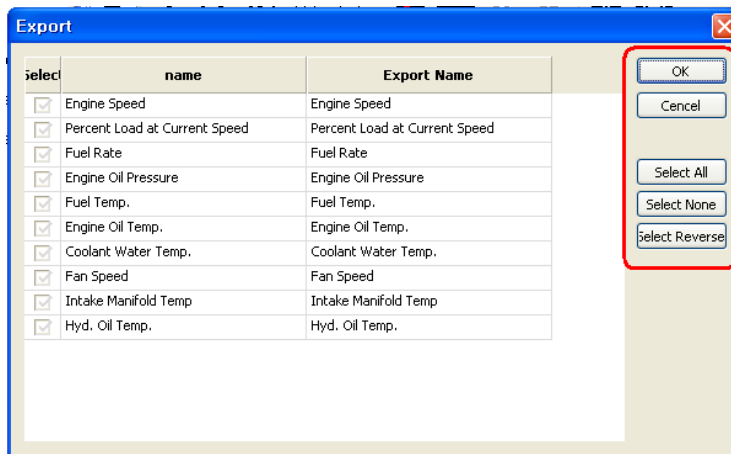 Export
Select name Export Name
Engine Speed Engine Speed
Percent Load at Current Speed Percent Load at Current Speed
Fuel Rate Fuel Rate
Engine Oil Pressure Engine Oil Pressure
Fuel Temp. Fuel Temp.
Engine Oil Temp. Engine Oil Temp.
Coolant Water Temp. Coolant Water Temp.
Fan Speed Fan Speed
Intake Manifold Temp Intake Manifold Temp
Hyd. Oil Temp. Hyd. Oil Temp.
OK
Cencel
Select All
Select None
Select Reverse